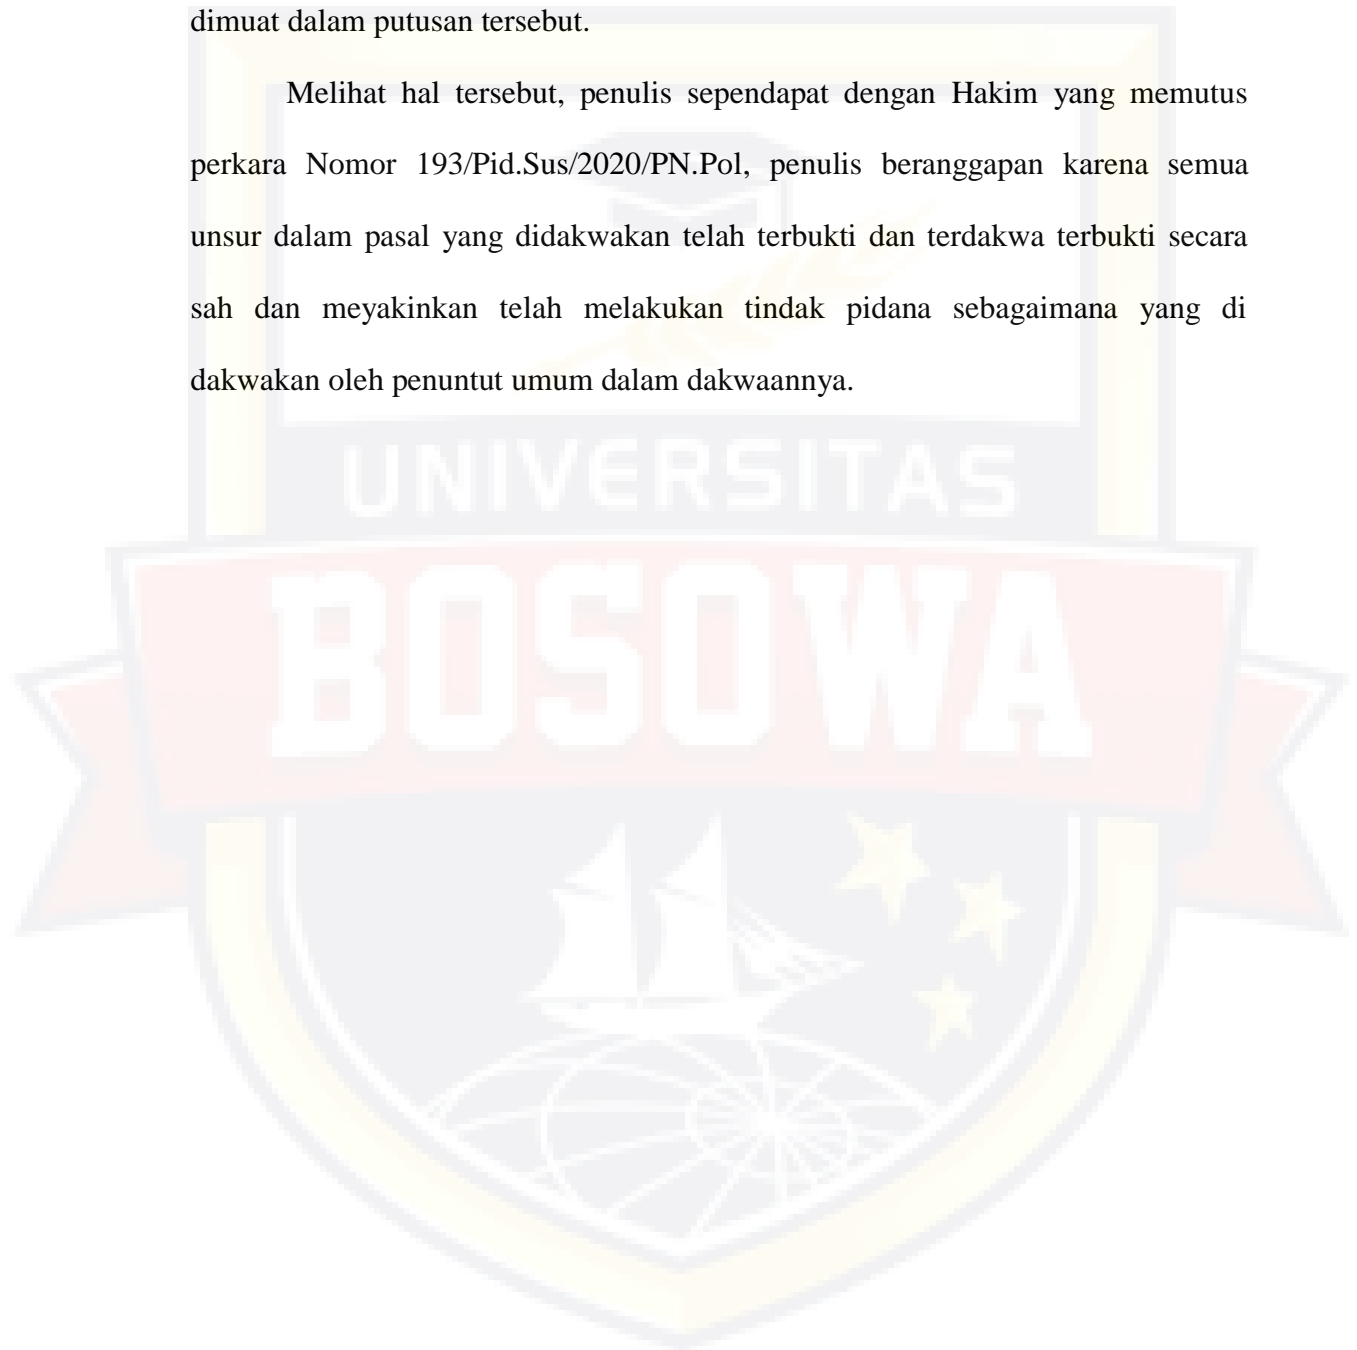 dimuat dalam putusan tersebut.
Melihat hal tersebut, penulis sependapat dengan Hakim yang memutus
perkara Nomor 193/Pid.Sus/2020/PN.Pol, penulis beranggapan karena semua
unsur dalam pasal yang didakwakan telah terbukti dan terdakwa terbukti secara
sah dan meyakinkan telah melakukan tindak pidana sebagaimana yang di
dakwakan oleh penuntut umum dalam dakwaannya.
UNIVERSITAS
BOSOWA